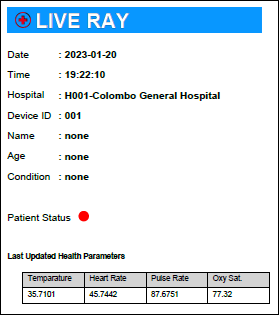 LIVE RAY
Date : 2023-01-20
Time : 19:22:10
Hospital : H001-Colombo General Hospital
Device ID : 001
Name : none
Age : none
Condition : none
Patient Status
Last Updated Health Parameters
Temparature Heart Rate Pulse Rate Oxy Sat.
35.7101 45.7442 87.6751 77.32